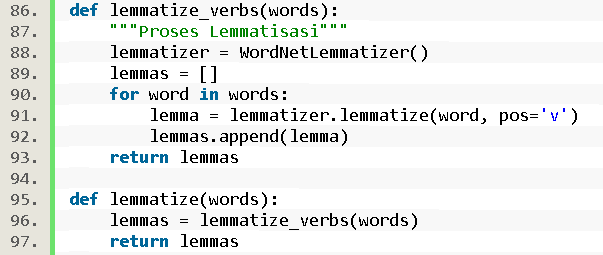 86. def lemmatize_verbs(words):
87.     """Proses Lemmatisasi"""
88.     lemmatizer = WordNetLemmatizer()
89.     lemmas = []
90.     for word in words:
91.         lemma = lemmatizer.lemmatize(word, pos='v')
92.         lemmas.append(lemma)
93.     return lemmas
94.
95. def lemmatize(words):
96.     lemmas = lemmatize_verbs(words)
97.     return lemmas